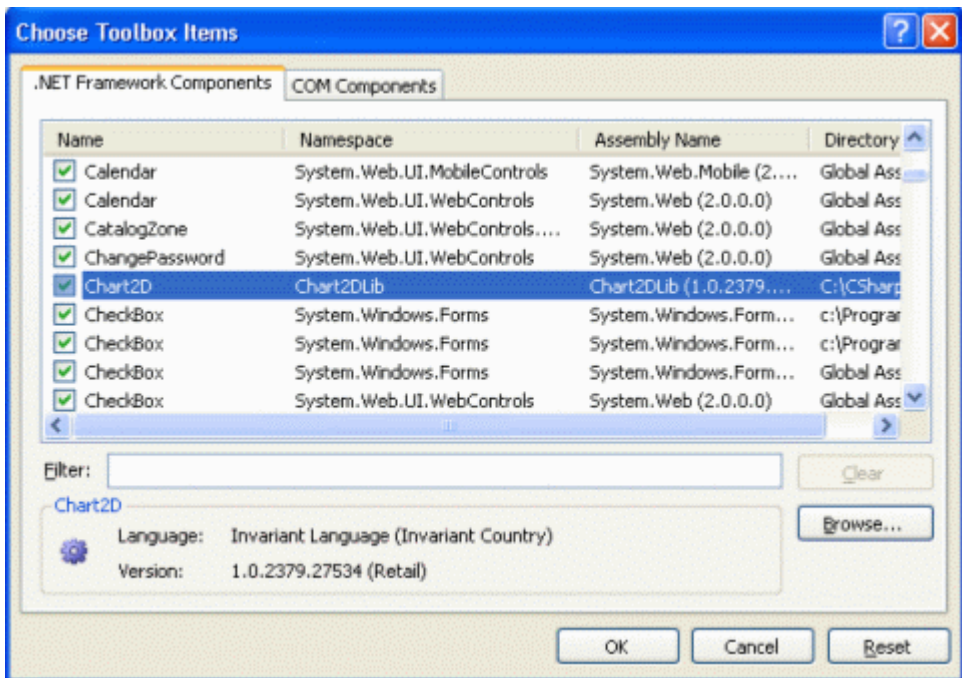 Choose Toolbox Items
.NET Framework Components COM Components
Name Namespace Assembly Name Directory
Calendar System.Web.UI.MobileControls System.Web.Mobile (2.... Global Ass
Calendar System.Web.UI.WebControls System.Web (2.0.0.0) Global Ass
CatalogZone System.Web.UI.WebControls.... System.Web (2.0.0.0) Global Ass
ChangePassword System.Web.UI.WebControls System.Web (2.0.0.0) Global Ass
Chart2D Chart2DLib Chart2DLib (1.0.2379.... C:\CSharp
CheckBox System.Windows.Forms System.Windows.Form... c:\Prograr
CheckBox System.Windows.Forms System.Windows.Form... c:\Prograr
CheckBox System.Windows.Forms System.Windows.Form... Global Ass
CheckBox System.Web.UI.WebControls System.Web (2.0.0.0) Global Ass
Filter: Clear
Chart2D
Browse...
Language: Invariant Language (Invariant Country)
Version: 1.0.2379.27534 (Retail)
OK Cancel Reset